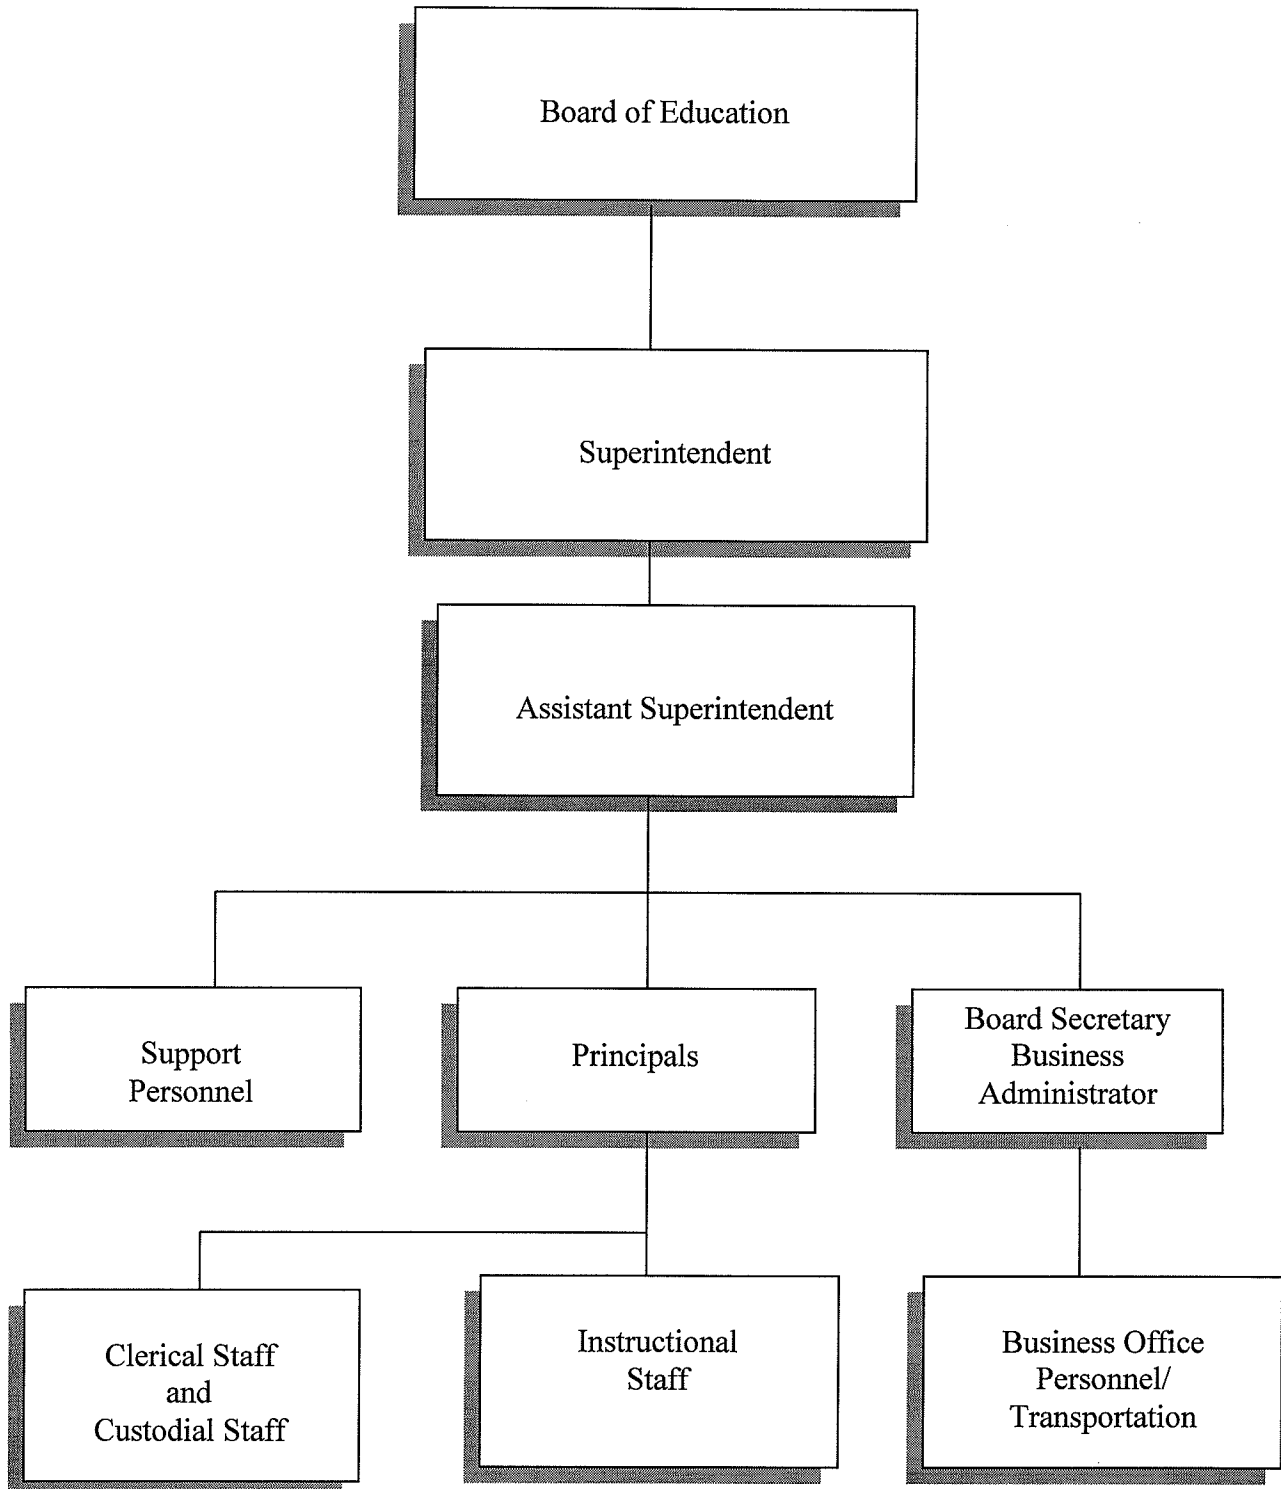 Board of Education
Superintendent
Assistant Superintendent
Support
Personnel
Principals
Board Secretary
Business
Administrator
Clerical Staff
and
Custodial Staff
Instructional
Staff
Business Office
Personnel/
Transportation